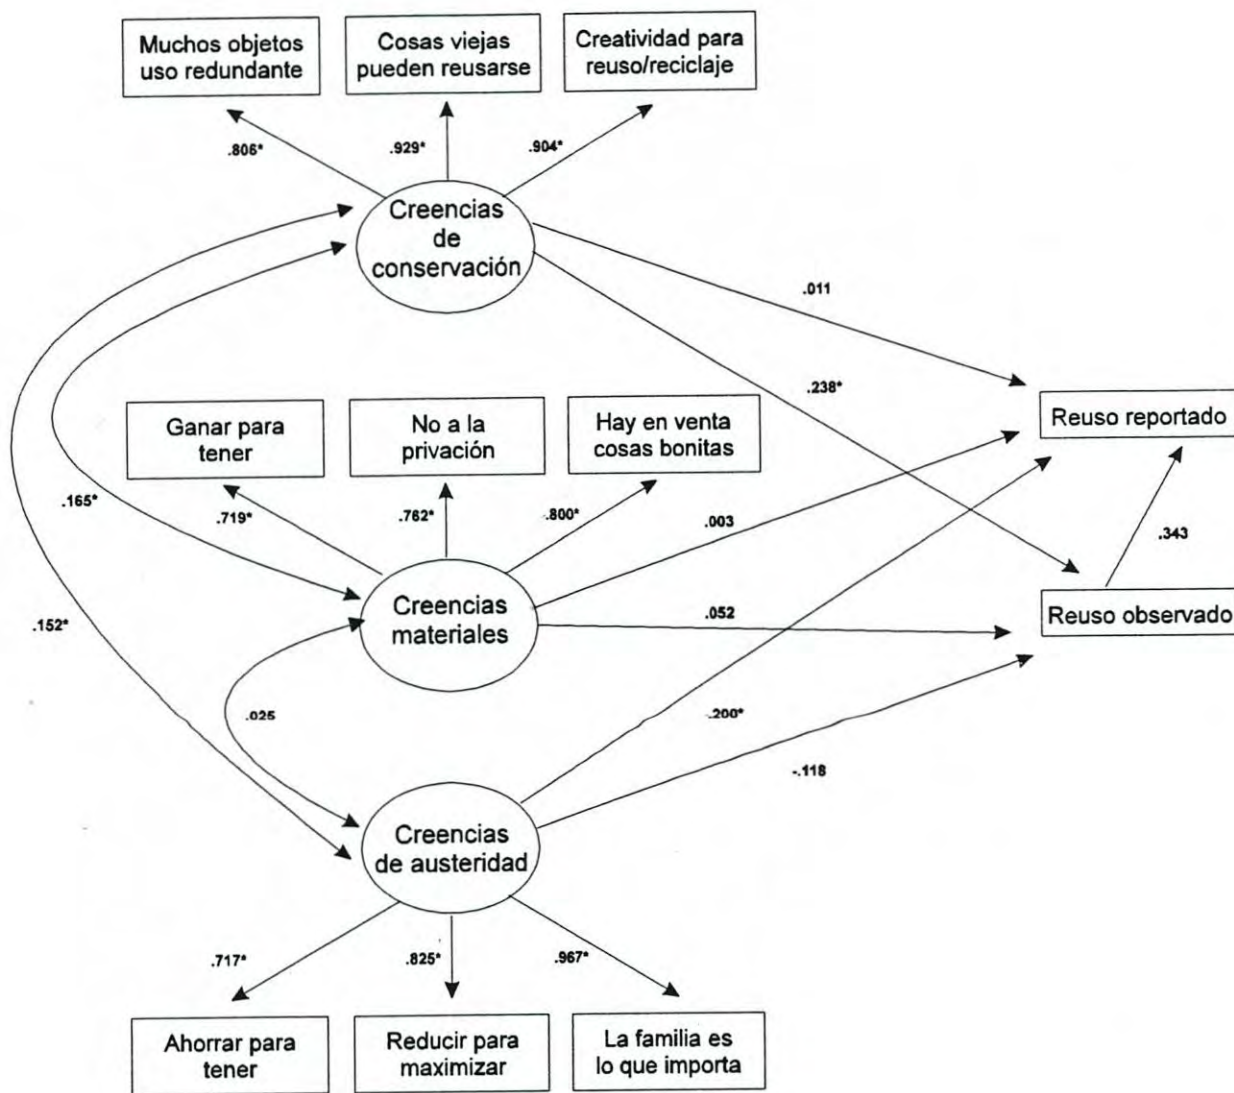 Muchos objetos
uso redundante
Cosas viejas
pueden reusarse
Creatividad para
reuso/reciclaje
.806*
.929*
.904*
Creencias
de
conservación
.011
.238*
Ganar para
tener
No a la
privación
Hay en venta
cosas bonitas
Reuso reportado
.165*
.719*
.762*
.800*
.003
.343
Creencias
materiales
.052
Reuso observado
.152*
.025
.200*
-.118
Creencias
de austeridad
.717*
.825*
.967*
Ahorrar para
tener
Reducir para
maximizar
La familia es
lo que importa